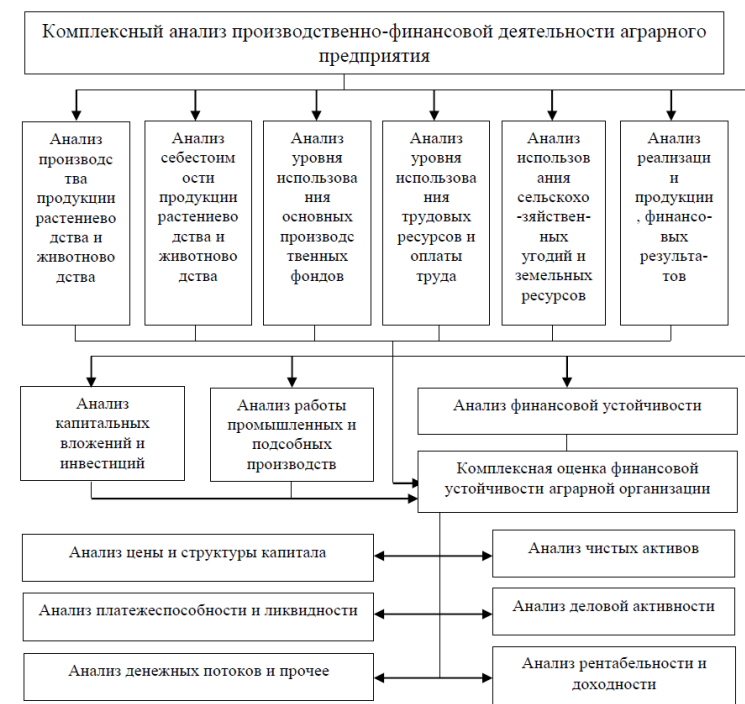 Комплексный анализ производственно-финансовой деятельности аграрного
предприятия
Анализ
производс
тва
продукции
растениево
дства и
животново
дства
Анализ
себестоим
ости
продукции
растениево
дства и
животново
дства
Анализ
уровня
использова
ния
основных
производс
твенных
фондов
Анализ
уровня
использова
ния
трудовых
ресурсов и
оплаты
труда
Анализ
использов
ания
сельскохо
-зяйствен-
ных
угодий и
земельных
ресурсов
Анализ
реализаци
и
продукции
, финансо-
вых
результа-
тов
Анализ
капитальных
вложений и
инвестиций
Анализ работы
промышленных и
подсобных
производств
Анализ финансовой устойчивости
Комплексная оценка финансовой
устойчивости аграрной организации
Анализ цены и структуры капитала
Анализ чистых активов
Анализ платежеспособности и ликвидности
Анализ деловой активности
Анализ денежных потоков и прочее
Анализ рентабельности и
доходности